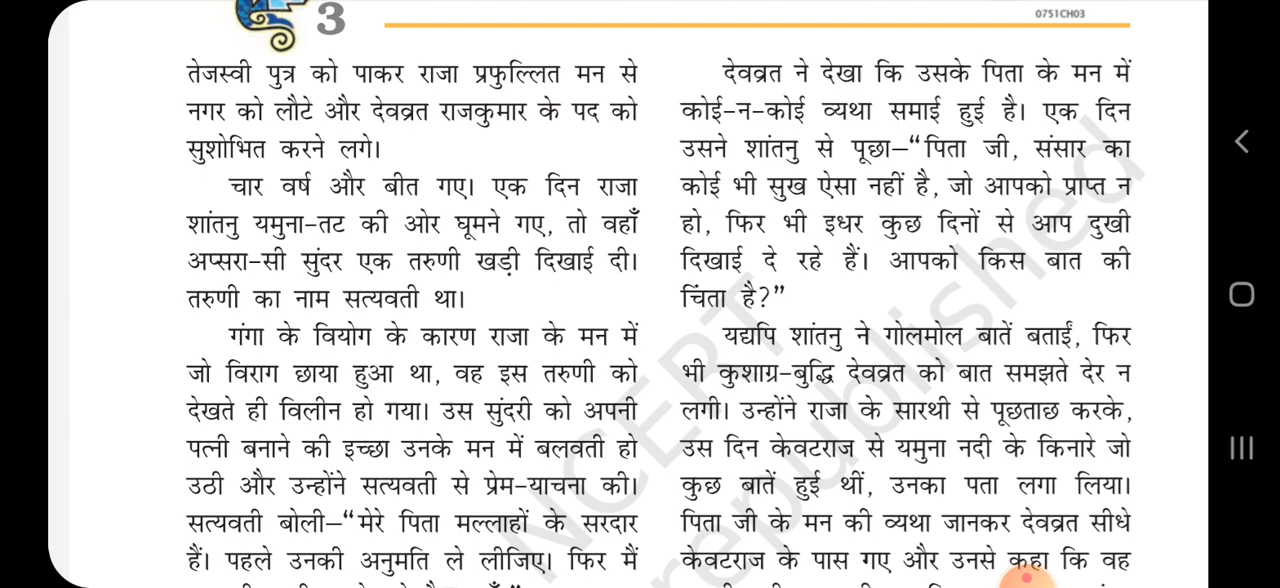 3
0751CH03
तेजस्वी पुत्र को पाकर राजा प्रफुल्लित मन से
नगर को लौटे और देवव्रत राजकुमार के पद को
सुशोभित करने लगे।
चार वर्ष और बीत गए। एक दिन राजा
शांतनु यमुना-तट की ओर घूमने गए, तो वहाँ
अप्सरा-सी सुंदर एक तरुणी खड़ी दिखाई दी।
तरुणी का नाम सत्यवती था।
गंगा के वियोग के कारण राजा के मन में
जो विराग छाया हुआ था, वह इस तरुणी को
देखते ही विलीन हो गया। उस सुंदरी को अपनी
पत्नी बनाने की इच्छा उनके मन में बलवती हो
उठी और उन्होंने सत्यवती से प्रेम-याचना की।
सत्यवती बोली–“मेरे पिता मल्लाहों के सरदार
हैं। पहले उनकी अनुमति ले लीजिए। फिर मैं
देवव्रत ने देखा कि उसके पिता के मन में
कोई-न-कोई व्यथा समाई हुई है। एक दिन
उसने शांतनु से पूछा–“पिता जी, संसार का
कोई भी सुख ऐसा नहीं है, जो आपको प्राप्त न
हो, फिर भी इधर कुछ दिनों से आप दुखी
दिखाई दे रहे हैं। आपको किस बात की
चिंता है?”
यद्यपि शांतनु ने गोलमोल बातें बताईं, फिर
भी कुशाग्र-बुद्धि देवव्रत को बात समझते देर न
लगी। उन्होंने राजा के सारथी से पूछताछ करके,
उस दिन केवटराज से यमुना नदी के किनारे जो
कुछ बातें हुई थीं, उनका पता लगा लिया।
पिता जी के मन की व्यथा जानकर देवव्रत सीधे
केवटराज के पास गए और उनसे कहा कि वह
NCERT
republished